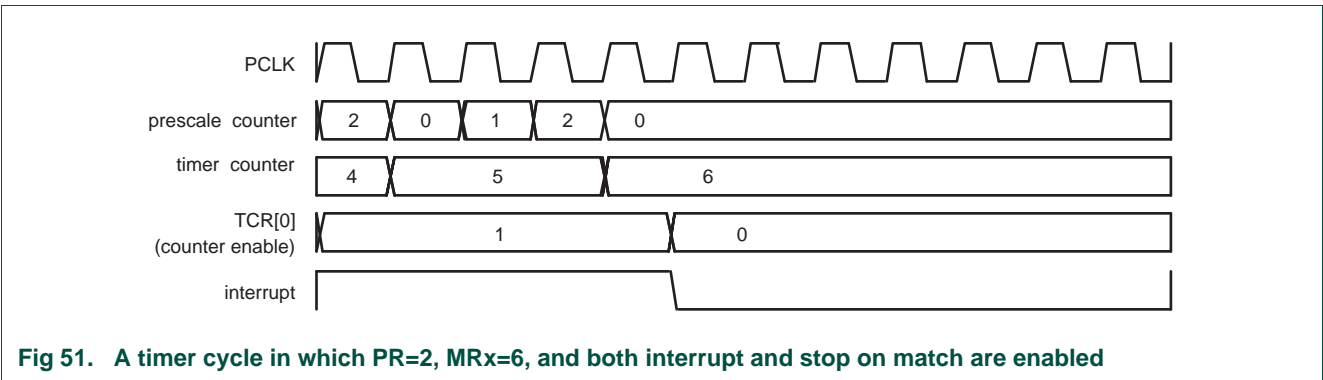 PCLK
prescale counter 2 0 1 2 0
timer counter 4 5 6
TCR[0] 1 0
(counter enable)
interrupt
Fig 51. A timer cycle in which PR=2, MRx=6, and both interrupt and stop on match are enabled